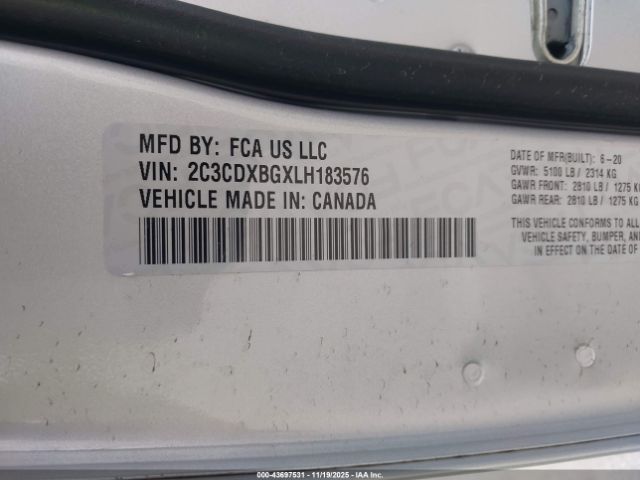 MFD BY: FCA US LLC
VIN: 2C3CDXBGXLH183576
VEHICLE MADE IN: CANADA
DATE OF MFR(BUILT): 6-20
GVWR: 5100 LB / 2314 KG
GAWR FRONT: 2810 LB / 1275 KG
GAWR REAR: 2810 LB / 1275 KG
THIS VEHICLE CONFORMS TO ALL
VEHICLE SAFETY, BUMPER, AND
IN EFFECT ON THE DATE OF
000-43697531 - 11/19/2025 - IAA Inc.